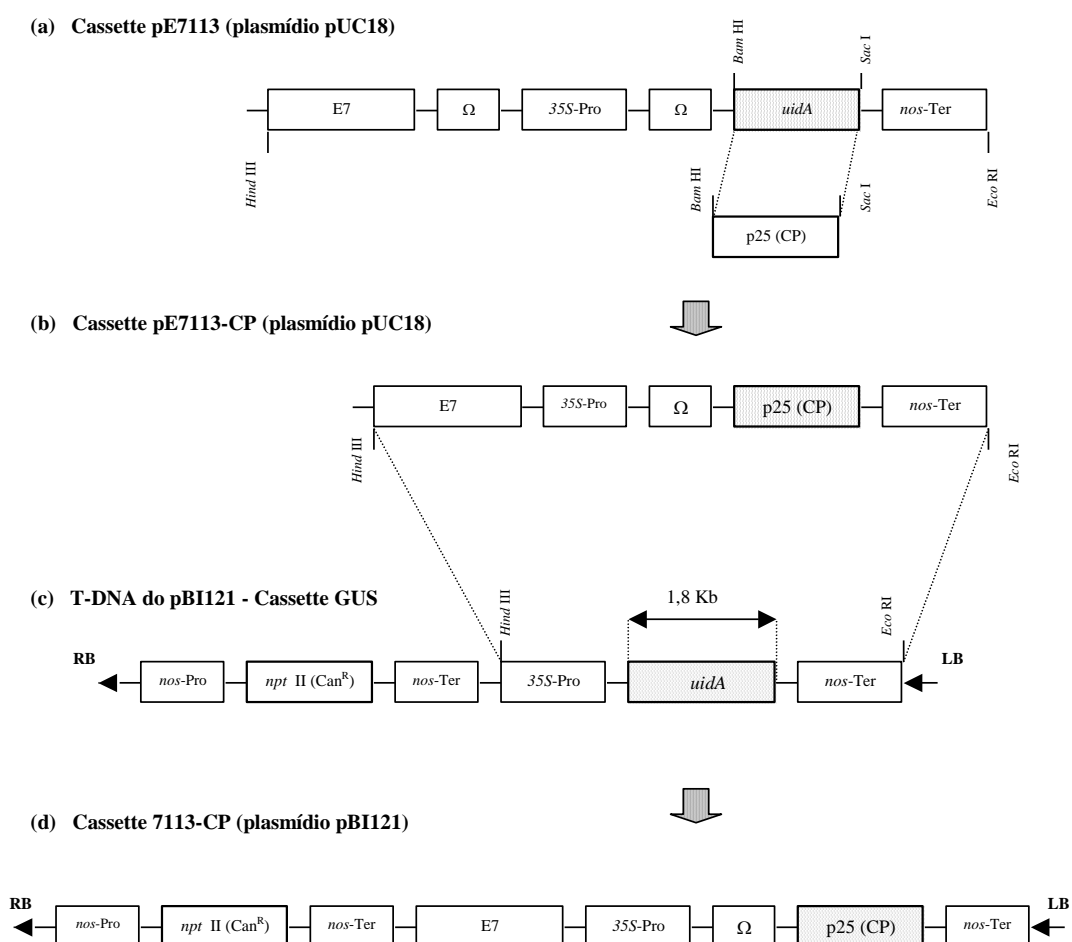 (a) Cassette pE7113 (plasmídio pUC18)
Bam HI
Sac I
E7
Ω
35S-Pro
Ω
uidA
nos-Ter
Hind III
Bam HI
Sac I
Eco RI
p25 (CP)
(b) Cassette pE7113-CP (plasmídio pUC18)
E7
35S-Pro
Ω
p25 (CP)
nos-Ter
Hind III
Eco RI
(c) T-DNA do pBI121 - Cassette GUS
Hind III
1,8 Kb
Eco RI
RB
LB
nos-Pro
npt II (Can^R)
nos-Ter
35S-Pro
uidA
nos-Ter
(d) Cassette 7113-CP (plasmídio pBI121)
RB
LB
nos-Pro
npt II (Can^R)
nos-Ter
E7
35S-Pro
Ω
p25 (CP)
nos-Ter